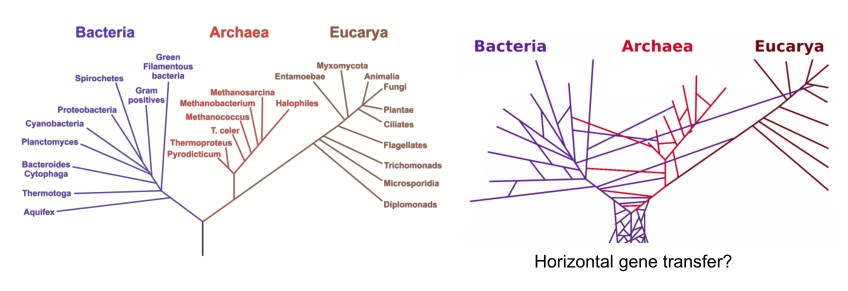 Bacteria
Archaea
Eucarya
Green
Filamentous
bacteria
Spirochetes
Gram
positives
Proteobacteria
Cyanobacteria
Planctomyces
Bacteroides
Cytophaga
Thermotoga
Aquifex
Methanosarcina
Methanobacterium
Halophiles
Methanococcus
T. celer
Thermoproteus
Pyrodicticum
Myxomycota
Entamoebae
Animalia
Fungi
Plantae
Ciliates
Flagellates
Trichomonads
Microsporidia
Diplomonads
Bacteria
Archaea
Eucarya
Horizontal gene transfer?